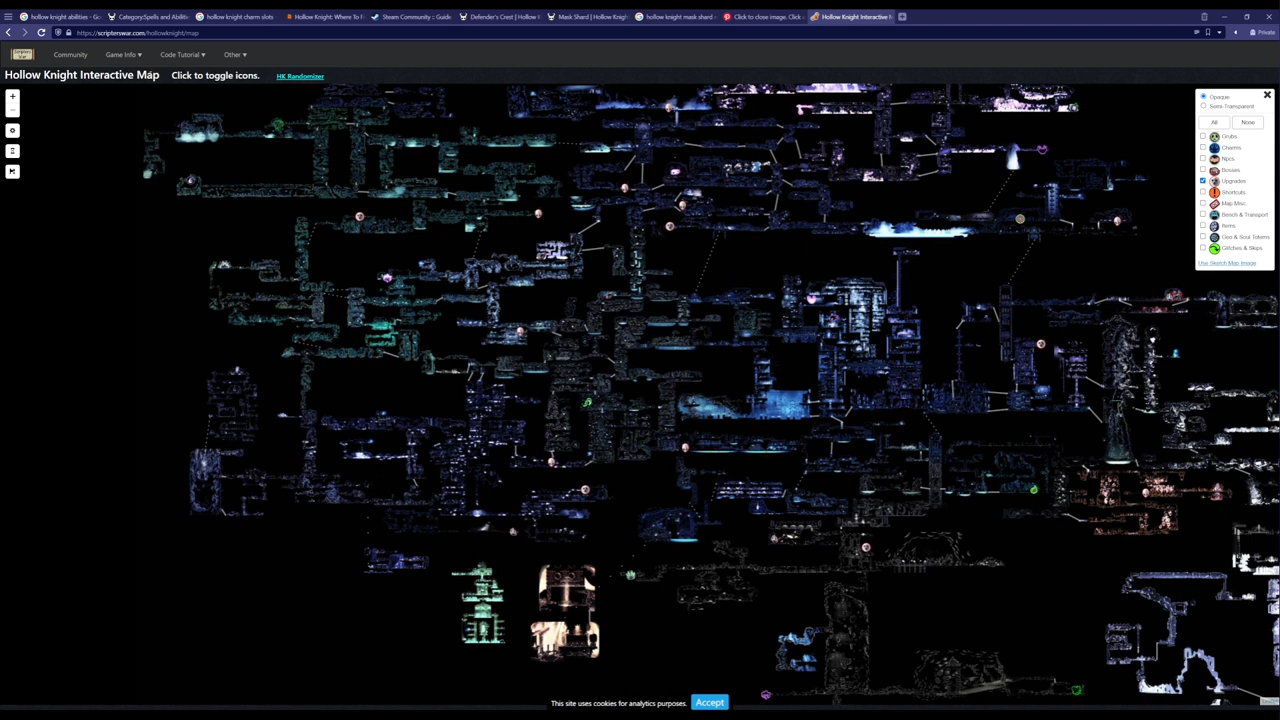 hollow knight abilities - Go
Category:Spells and Abiliti
hollow knight charm slots
Hollow Knight: Where To F
Steam Community :: Guide
Defender's Crest | Hollow K
Mask Shard | Hollow Knigh
hollow knight mask shard
Click to close image. Click
Hollow Knight Interactive M
https://scripterswar.com/hollowknight/map
Private
Community
Game Info
Code Tutorial
Other
Hollow Knight Interactive Map
Click to toggle icons.
HK Randomizer
Opaque
Semi-Transparent
All
None
Grubs
Charms
Npcs
Bosses
Upgrades
Shortcuts
Map Misc.
Bench & Transport
Items
Geo & Soul Totems
Glitches & Skips
Use Sketch Map Image
This site uses cookies for analytics purposes.
Accept